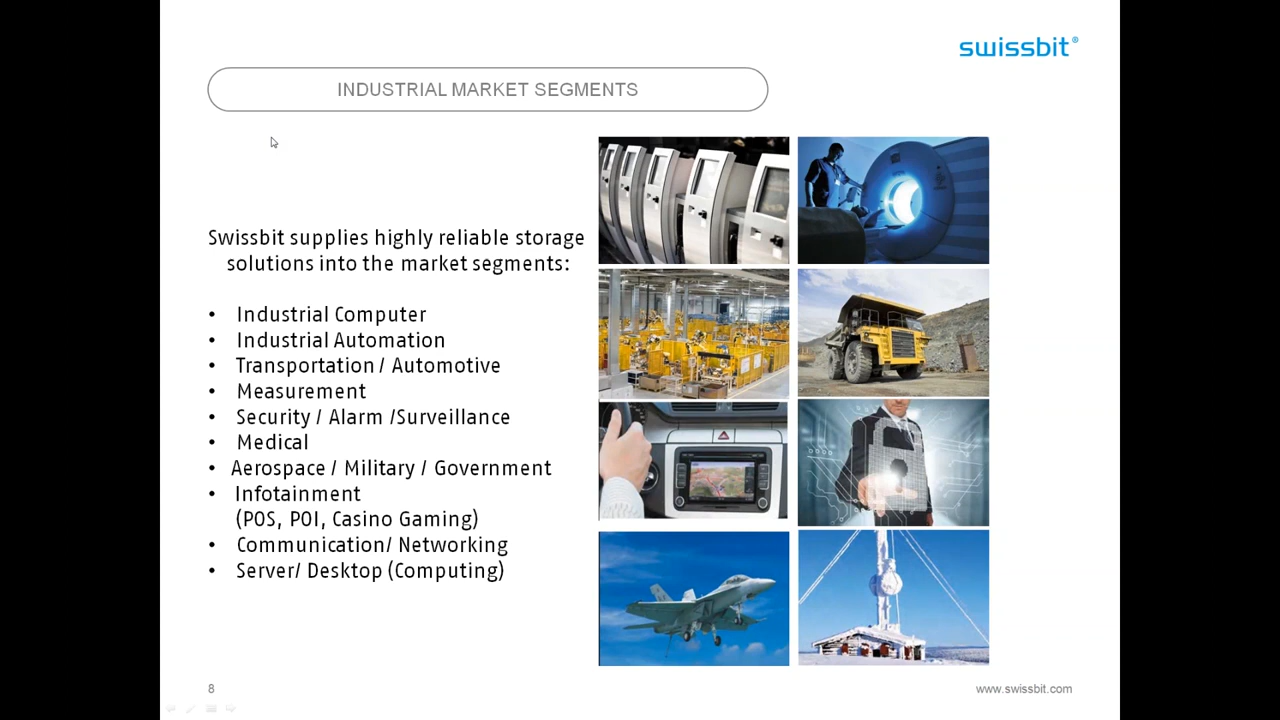 swissbit®
INDUSTRIAL MARKET SEGMENTS
Swissbit supplies highly reliable storage
solutions into the market segments:
• Industrial Computer
• Industrial Automation
• Transportation / Automotive
• Measurement
• Security / Alarm /Surveillance
• Medical
• Aerospace / Military / Government
• Infotainment
(POS, POI, Casino Gaming)
• Communication/ Networking
• Server/ Desktop (Computing)
8
www.swissbit.com